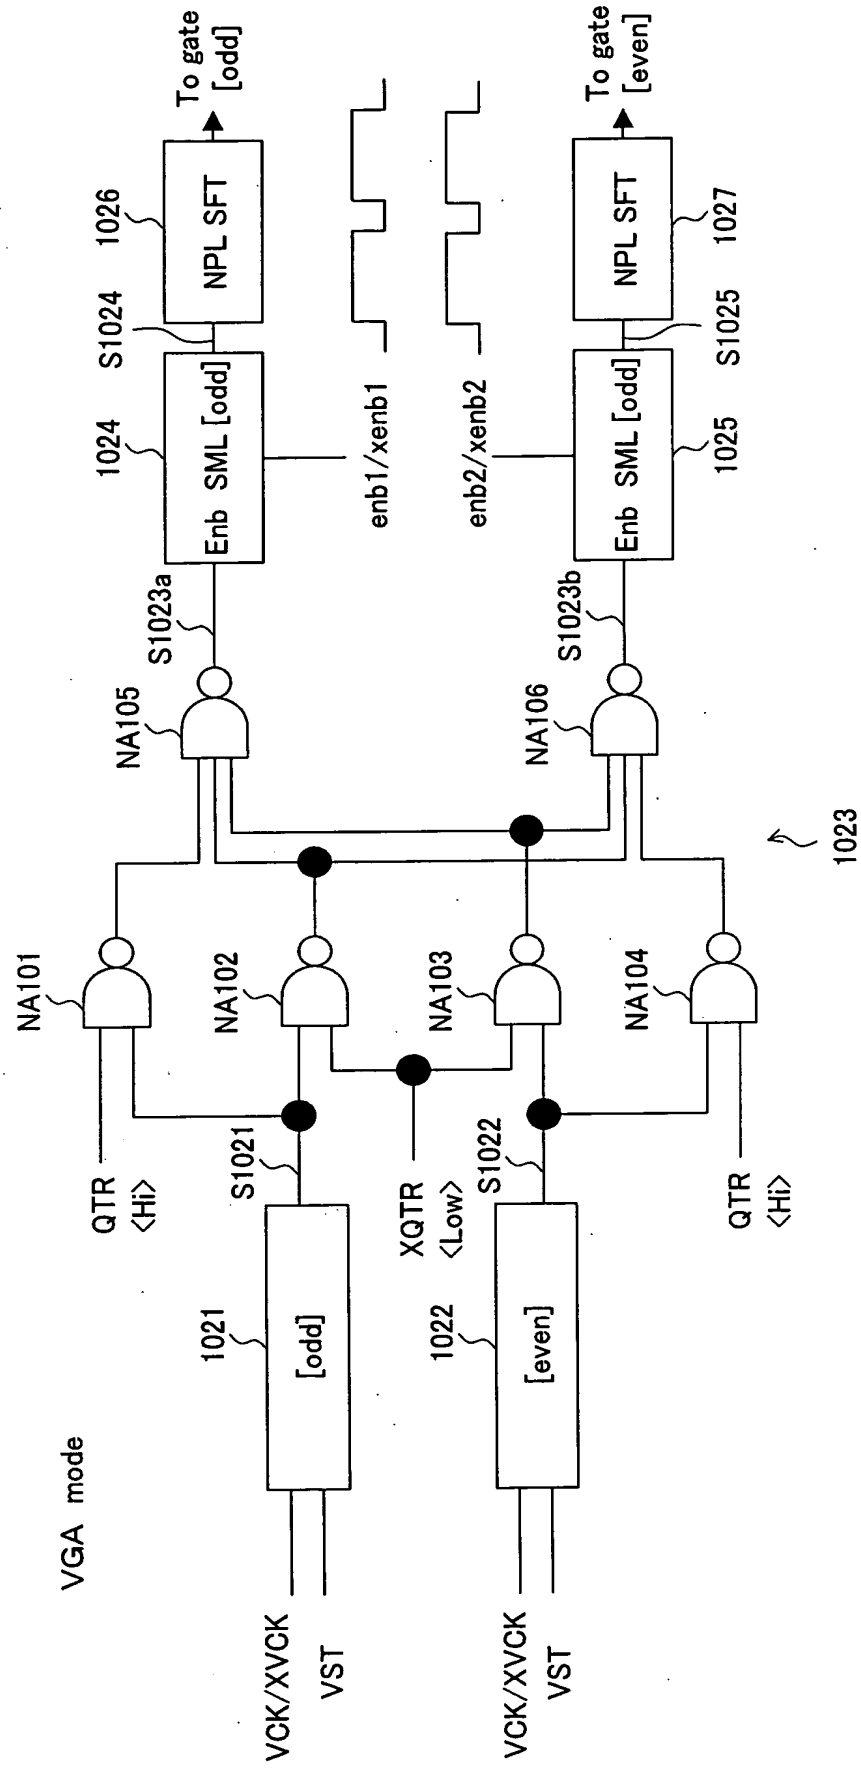 VGA mode
VCK/XVCK
VST
1021
[odd]
S1021
QTR
<Hi>
NA101
NA102
XQTR
<Low>
VCK/XVCK
VST
1022
[even]
S1022
NA103
NA104
QTR
<Hi>
NA105
S1023a
NA106
S1023b
1023
1024
Enb SML [odd]
S1024
1026
NPL SFT
To gate
[odd]
enb1/xenb1
enb2/xenb2
Enb SML [odd]
1025
S1025
NPL SFT
1027
To gate
[even]